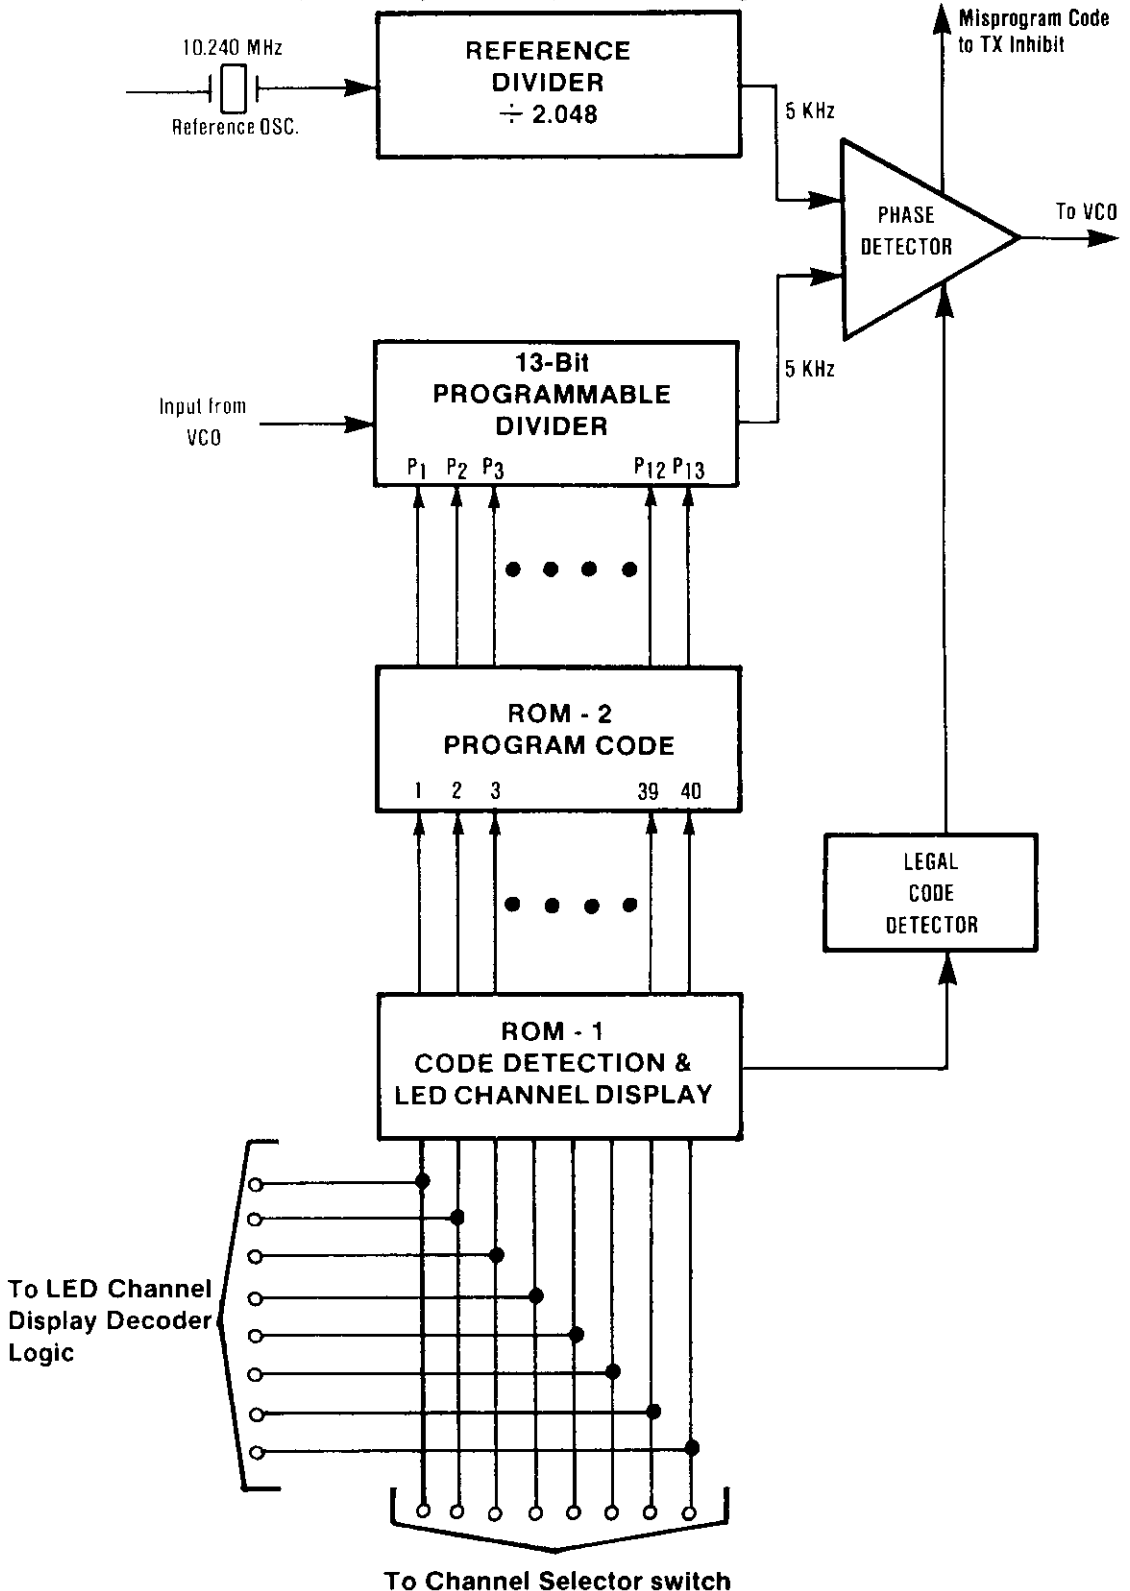 Misprogram Code
to TX Inhibit
10.240 MHz
Reference OSC.
REFERENCE
DIVIDER
÷ 2.048
5 KHz
PHASE
DETECTOR
To VCO
13-Bit
PROGRAMMABLE
DIVIDER
P1 P2 P3 P12 P13
5 KHz
Input from
VCO
ROM - 2
PROGRAM CODE
1 2 3 39 40
LEGAL
CODE
DETECTOR
ROM - 1
CODE DETECTION &
LED CHANNEL DISPLAY
To LED Channel
Display Decoder
Logic
To Channel Selector switch